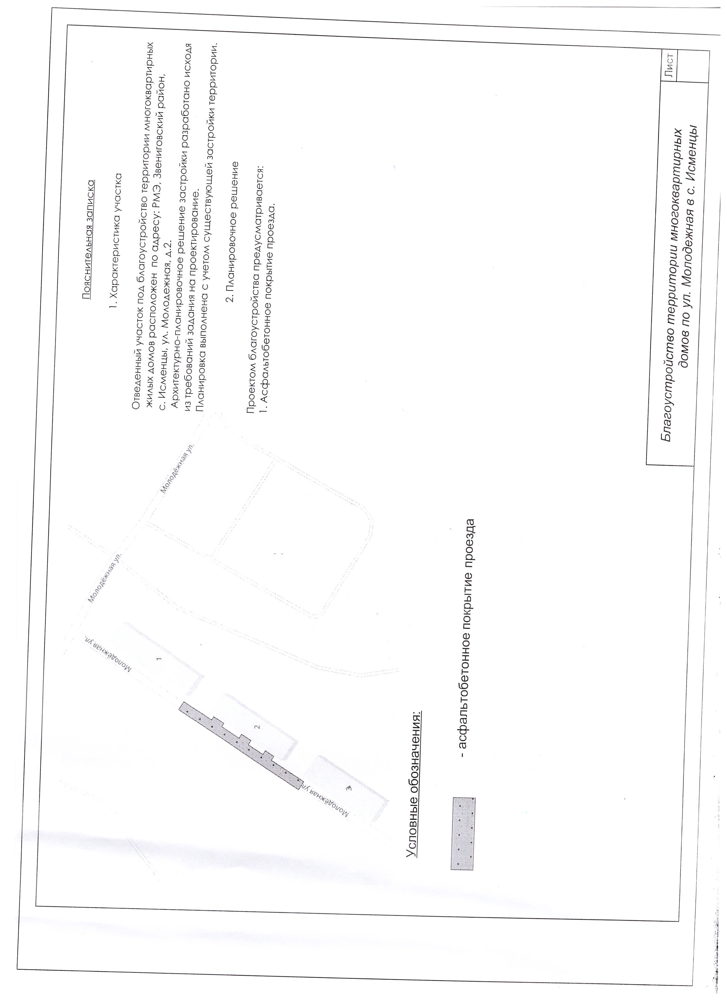 Пояснительная записка
1. Характеристика участка
Отведенный участок под благоустройство территории многоквартирных
жилых домов расположен по адресу: РМЭ, Звениговский район,
с. Исменцы, ул. Молодежная, д.2.
Архитектурно-планировочное решение застройки разработано исходя
из требований задания на проектирование.
Планировка выполнена с учетом существующей застройки территории.
2. Планировочное решение
Проектом благоустройства предусматривается:
1. Асфальтобетонное покрытие проезда.
Молодёжная ул.
Молодёжная ул.
Молодёжная ул.
1
2
3
Молодёжная ул
Условные обозначения:
- асфальтобетонное покрытие проезда
Благоустройство территории многоквартирных
домов по ул. Молодежная в с. Исменцы
Лист